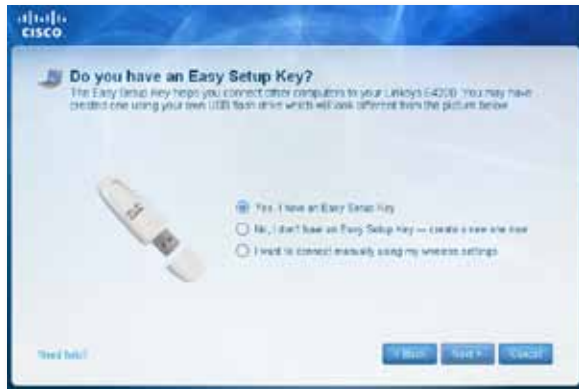 CISCO
Do you have an Easy Setup Key?
The Easy Setup Key helps you connect other computers to your Linksys E4200. You may have
created one using your own USB flash drive which will look different from the picture below.
Yes, I have an Easy Setup Key
No, I don't have an Easy Setup Key — create a new one now
I want to connect manually using my wireless settings
Need help?
< Back
Next >
Cancel